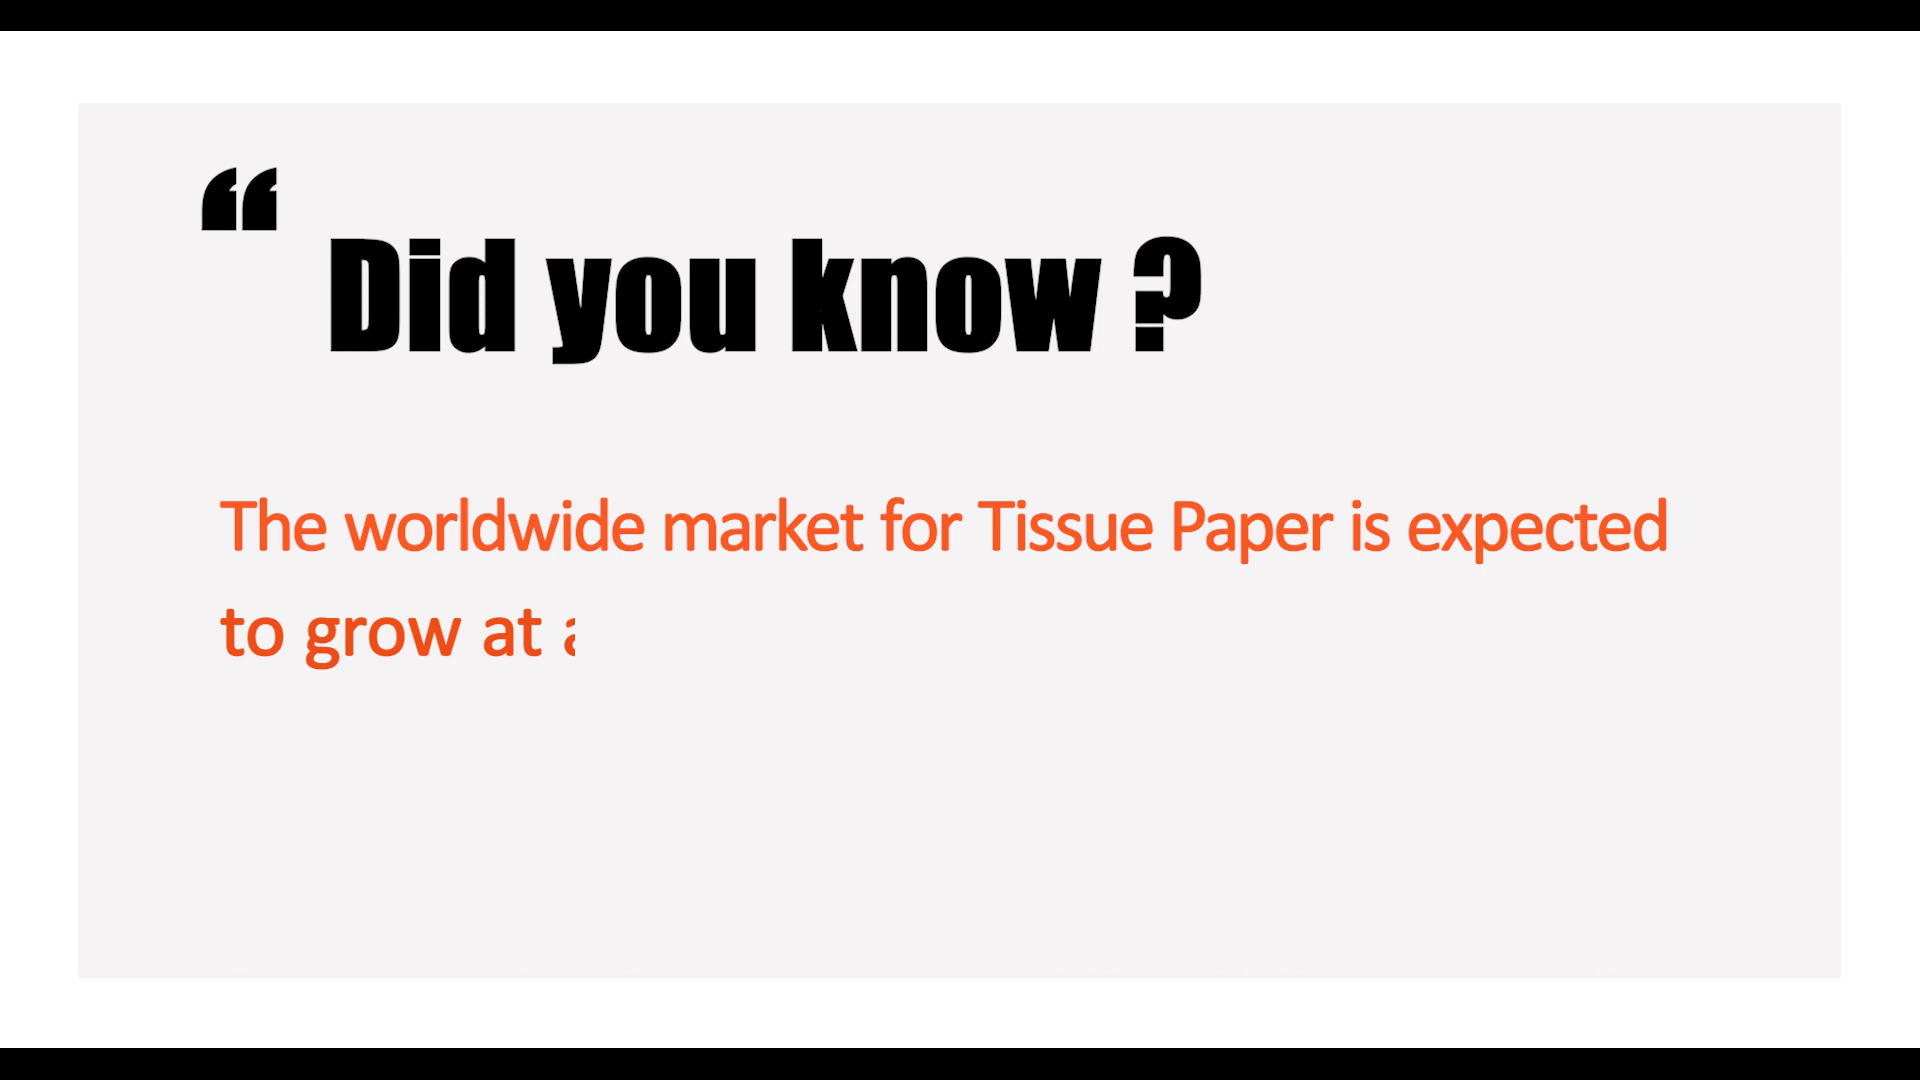 “
Did you know ?
The worldwide market for Tissue Paper is expected
to grow at